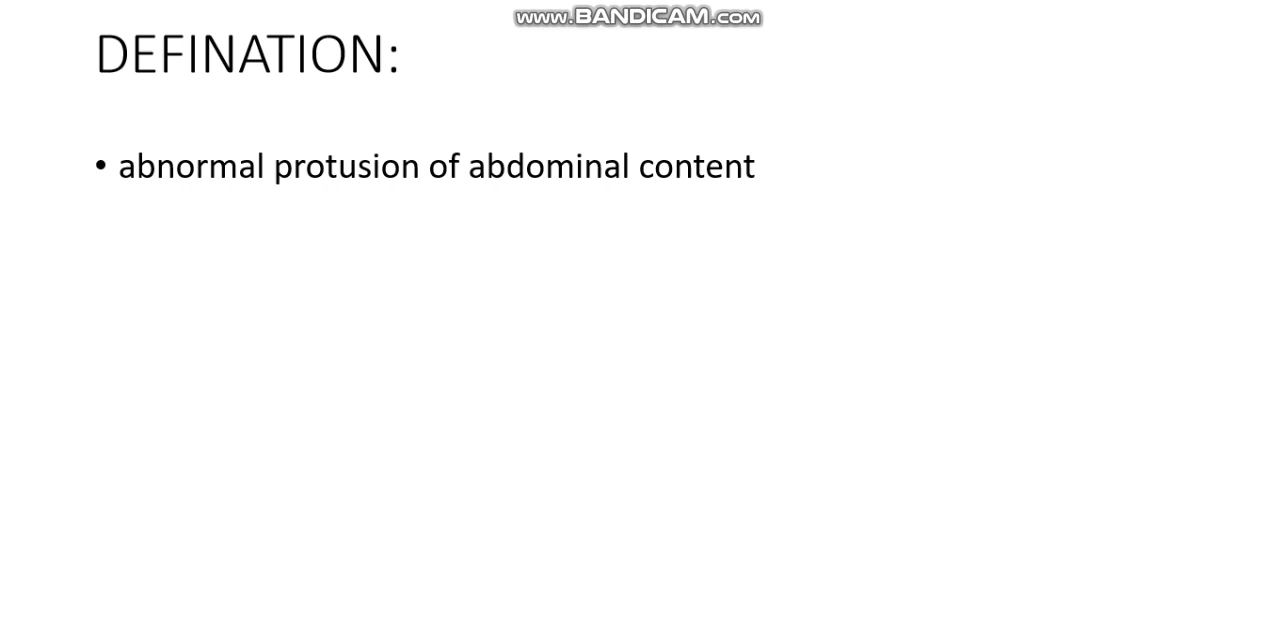 www.BANDICAM.com
DEFINATION:
• abnormal protusion of abdominal content